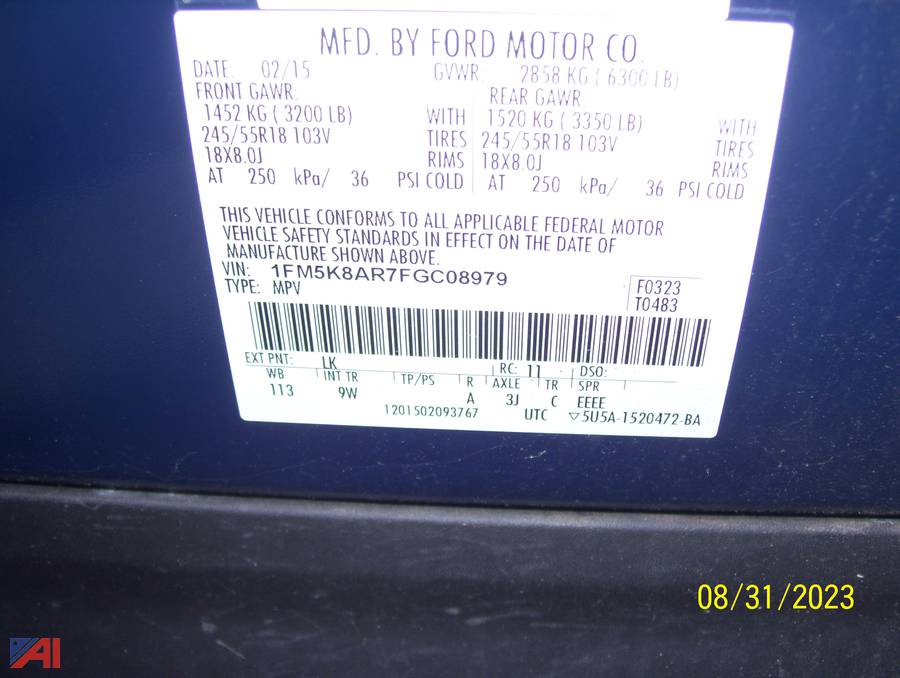 MFD. BY FORD MOTOR CO.
DATE: 02/15 GVWR: 2858 KG ( 6300 LB)
FRONT GAWR: REAR GAWR:
1452 KG ( 3200 LB) WITH 1520 KG ( 3350 LB) WITH
245/55R18 103V TIRES 245/55R18 103V TIRES
18X8.0J RIMS 18X8.0J RIMS
AT 250 kPa/ 36 PSI COLD AT 250 kPa/ 36 PSI COLD
THIS VEHICLE CONFORMS TO ALL APPLICABLE FEDERAL MOTOR
VEHICLE SAFETY STANDARDS IN EFFECT ON THE DATE OF
MANUFACTURE SHOWN ABOVE.
VIN: 1FM5K8AR7FGC08979
TYPE: MPV
F0323
T0483
EXT PNT: LK RC: 11 DSO:
WB INT TR TP/PS R AXLE TR SPR
113 9W A 3J C EEEE
1201502093767 UTC ▽5U5A-1520472-BA
08/31/2023
AI